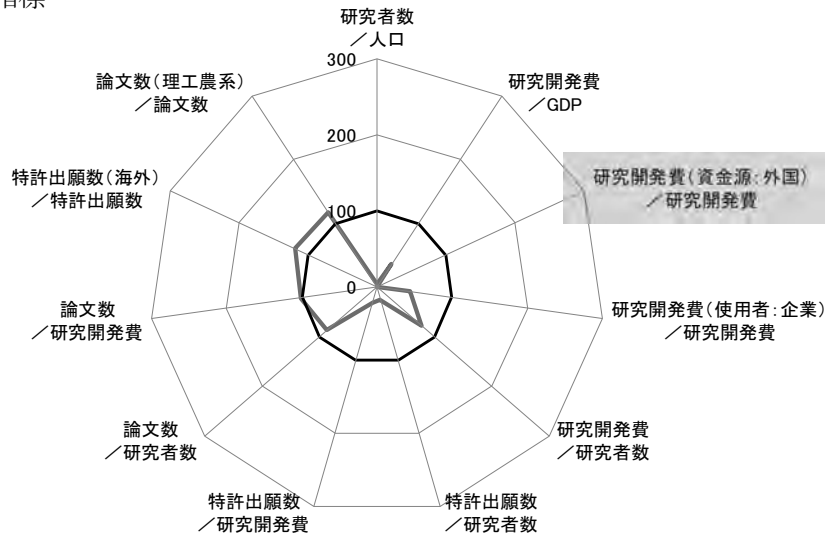 指標
研究者数
／人口
研究開発費
／GDP
研究開発費（資金源：外国）
／研究開発費
研究開発費（使用者：企業）
／研究開発費
研究開発費
／研究者数
特許出願数
／研究者数
特許出願数
／研究開発費
論文数
／研究者数
論文数
／研究開発費
特許出願数（海外）
／特許出願数
論文数（理工農系）
／論文数
300
200
100
0